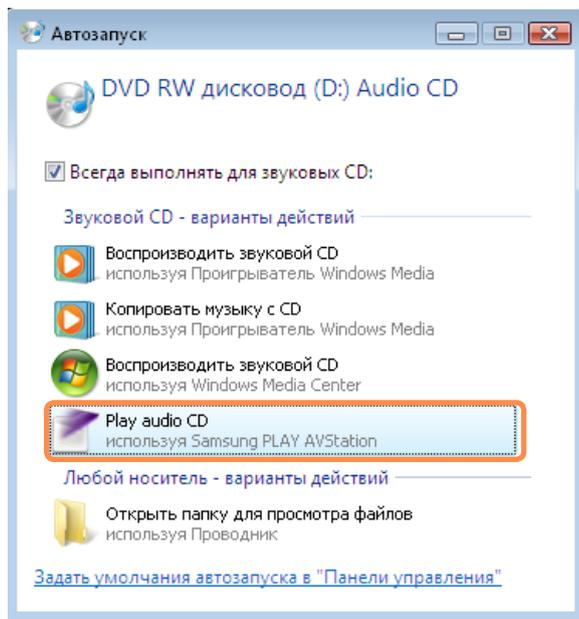 Автозапуск
DVD RW дисковод (D:) Audio CD
Всегда выполнять для звуковых CD:
Звуковой CD - варианты действий
Воспроизводить звуковой CD
используя Проигрыватель Windows Media
Копировать музыку с CD
используя Проигрыватель Windows Media
Воспроизводить звуковой CD
используя Windows Media Center
Play audio CD
используя Samsung PLAY AVStation
Любой носитель - варианты действий
Открыть папку для просмотра файлов
используя Проводник
Задать умолчания автозапуска в "Панели управления"